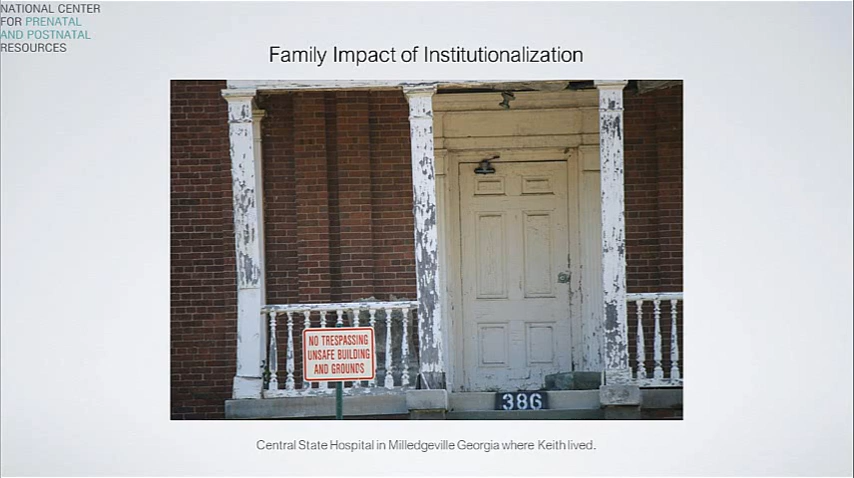 NATIONAL CENTER
FOR PRENATAL
AND POSTNATAL
RESOURCES
Family Impact of Institutionalization
NO TRESPASSING
UNSAFE BUILDING
AND GROUNDS
386
Central State Hospital in Milledgeville Georgia where Keith lived.